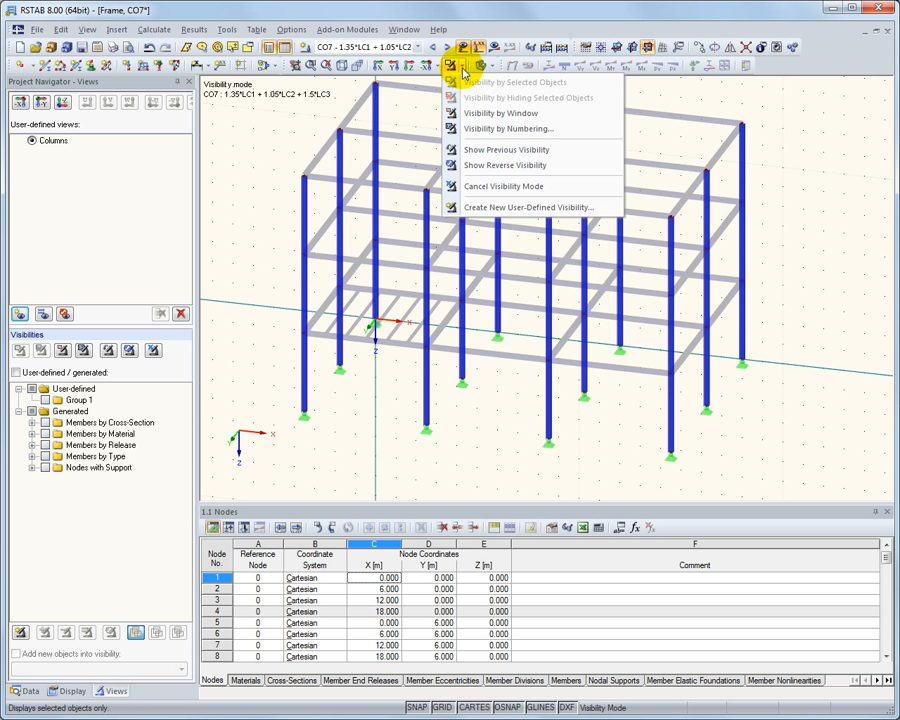 RSTAB 8.00 (64bit) - [Frame, CO7*]
File Edit View Insert Calculate Results Tools Table Options Add-on Modules Window Help
CO7 - 1.35*LC1 + 1.05*LC2
Project Navigator - Views
User-defined views:
Columns
Visibilities
User-defined / generated:
User-defined
Group 1
Generated
Members by Cross-Section
Members by Material
Members by Release
Members by Type
Nodes with Support
Add new objects into visibility:
Data Display Views
Visibility mode
CO7 : 1.35*LC1 + 1.05*LC2 + 1.5*LC3
Visibility by Selected Objects
Visibility by Hiding Selected Objects
Visibility by Window
Visibility by Numbering...
Show Previous Visibility
Show Reverse Visibility
Cancel Visibility Mode
Create New User-Defined Visibility...
X
Z
X
Y
Z
1.1 Nodes
A B C D E F
Node Reference Coordinate Node Coordinates
No. Node System X [m] Y [m] Z [m] Comment
1 0 Cartesian 0.000 0.000 0.000
2 0 Cartesian 6.000 0.000 0.000
3 0 Cartesian 12.000 0.000 0.000
4 0 Cartesian 18.000 0.000 0.000
5 0 Cartesian 0.000 6.000 0.000
6 0 Cartesian 6.000 6.000 0.000
7 0 Cartesian 12.000 6.000 0.000
8 0 Cartesian 18.000 6.000 0.000
Nodes Materials Cross-Sections Member End Releases Member Eccentricities Member Divisions Members Nodal Supports Member Elastic Foundations Member Nonlinearities
Displays selected objects only.
SNAP GRID CARTES OSNAP GLINES DXF Visibility Mode